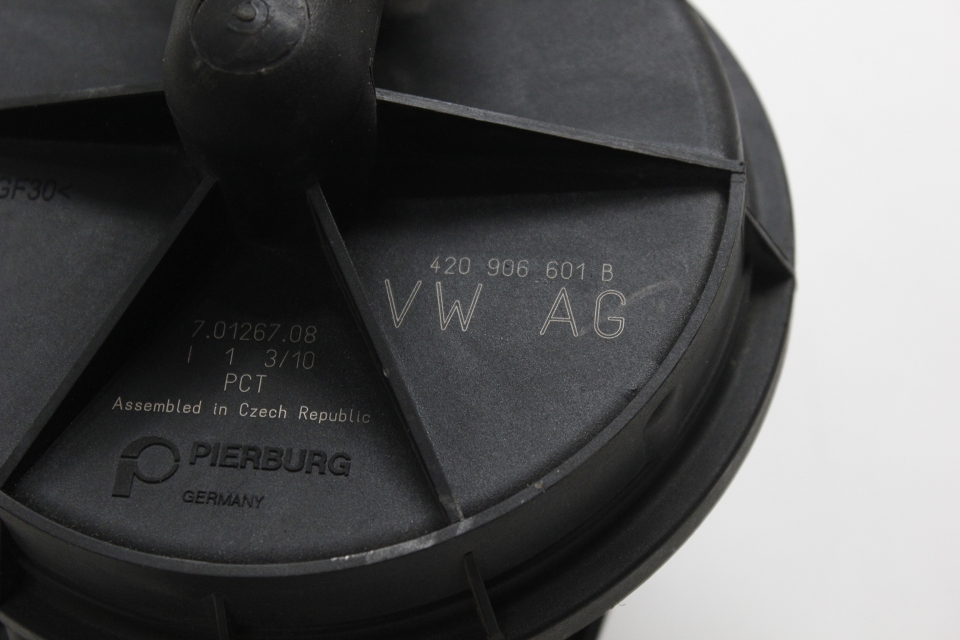 GF30<
420 906 601 B
VW AG
7.01267.08
I 1 3/10
PCT
Assembled in Czech Republic
PIERBURG
GERMANY